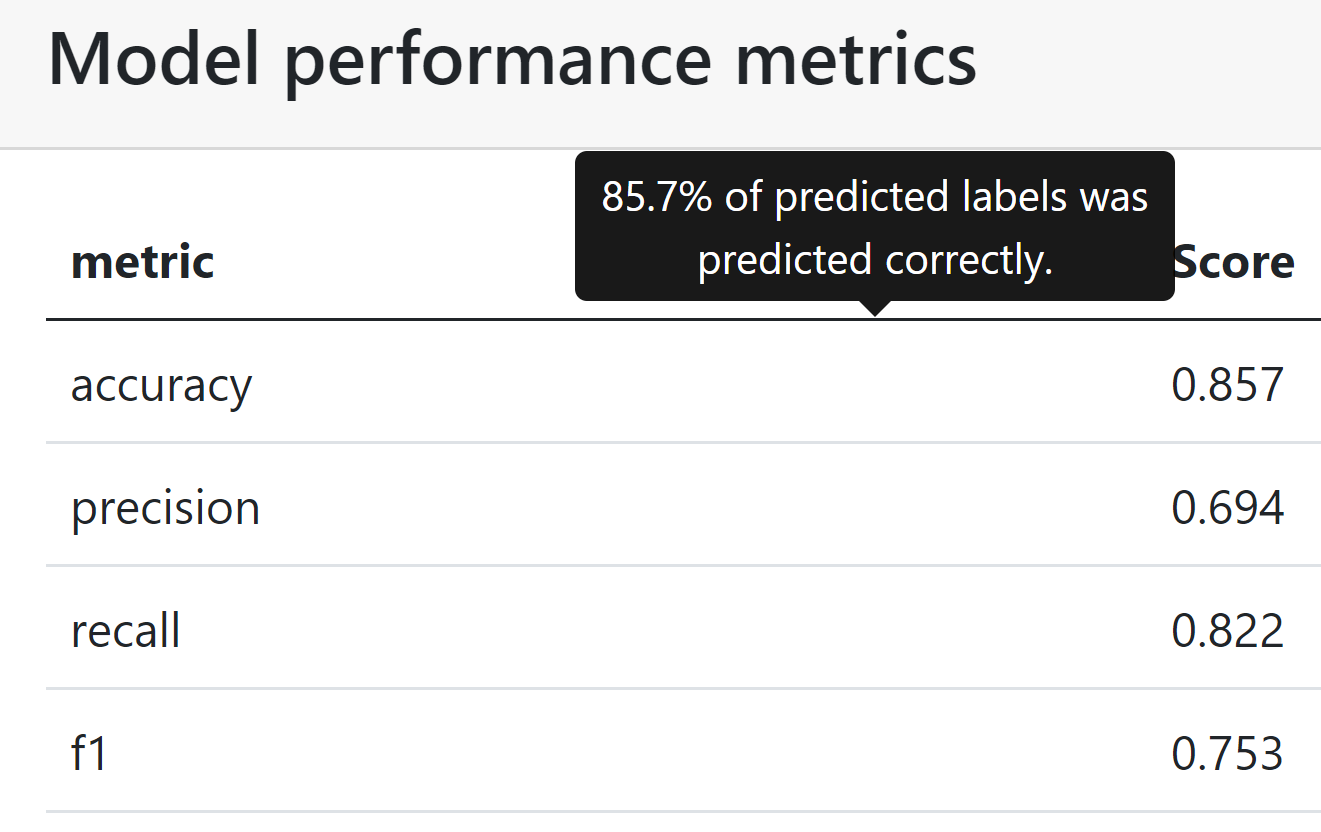 Model performance metrics
85.7% of predicted labels was
predicted correctly.
metric Score
accuracy 0.857
precision 0.694
recall 0.822
f1 0.753